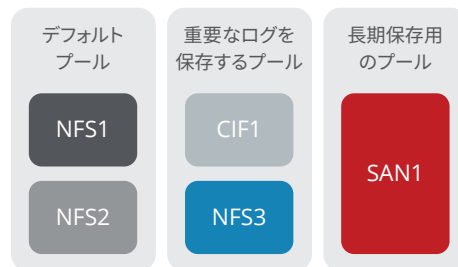 デフォルト
プール
NFS1
NFS2
重要なログを
保存するプール
CIF1
NFS3
長期保存用
のプール
SAN1